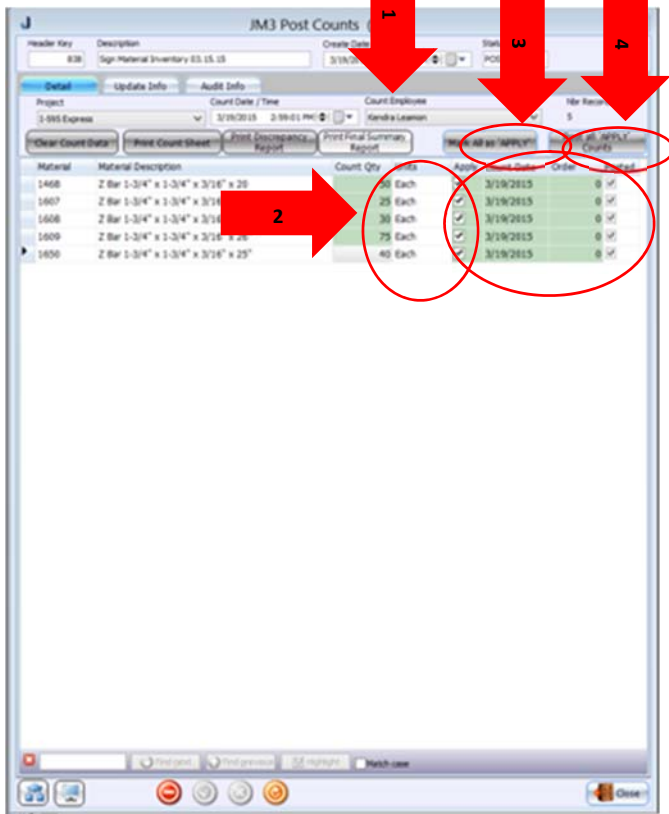 JM3 Post Counts
1
3
4
Header Key Description Create Date
838 Sign Material Inventory 03.15.15
Detail Update Info Audit Info
Project Count Date / Time Count Employee
I-595 Express 3/19/2015 2:59:01 PM Kendra Leamon 5
Clear Count Data Print Count Sheet Print Discrepancy Report Print Final Summary Report Mark All as 'APPLY' all 'APPLY' Counts
Material Material Description Count Qty Units Apply Count Date Order Posted
1468 Z Bar 1-3/4" x 1-3/4" x 3/16" x 20 50 Each 3/19/2015 0
1607 Z Bar 1-3/4" x 1-3/4" x 3/16 25 Each 3/19/2015 0
1608 Z Bar 1-3/4" x 1-3/4" x 3/16 30 Each 3/19/2015 0
1609 Z Bar 1-3/4" x 1-3/4" x 3/16" x 26 75 Each 3/19/2015 0
1650 Z Bar 1-3/4" x 1-3/4" x 3/16" x 25" 40 Each 3/19/2015 0
2
Find next Find previous Highlight Match case
Close